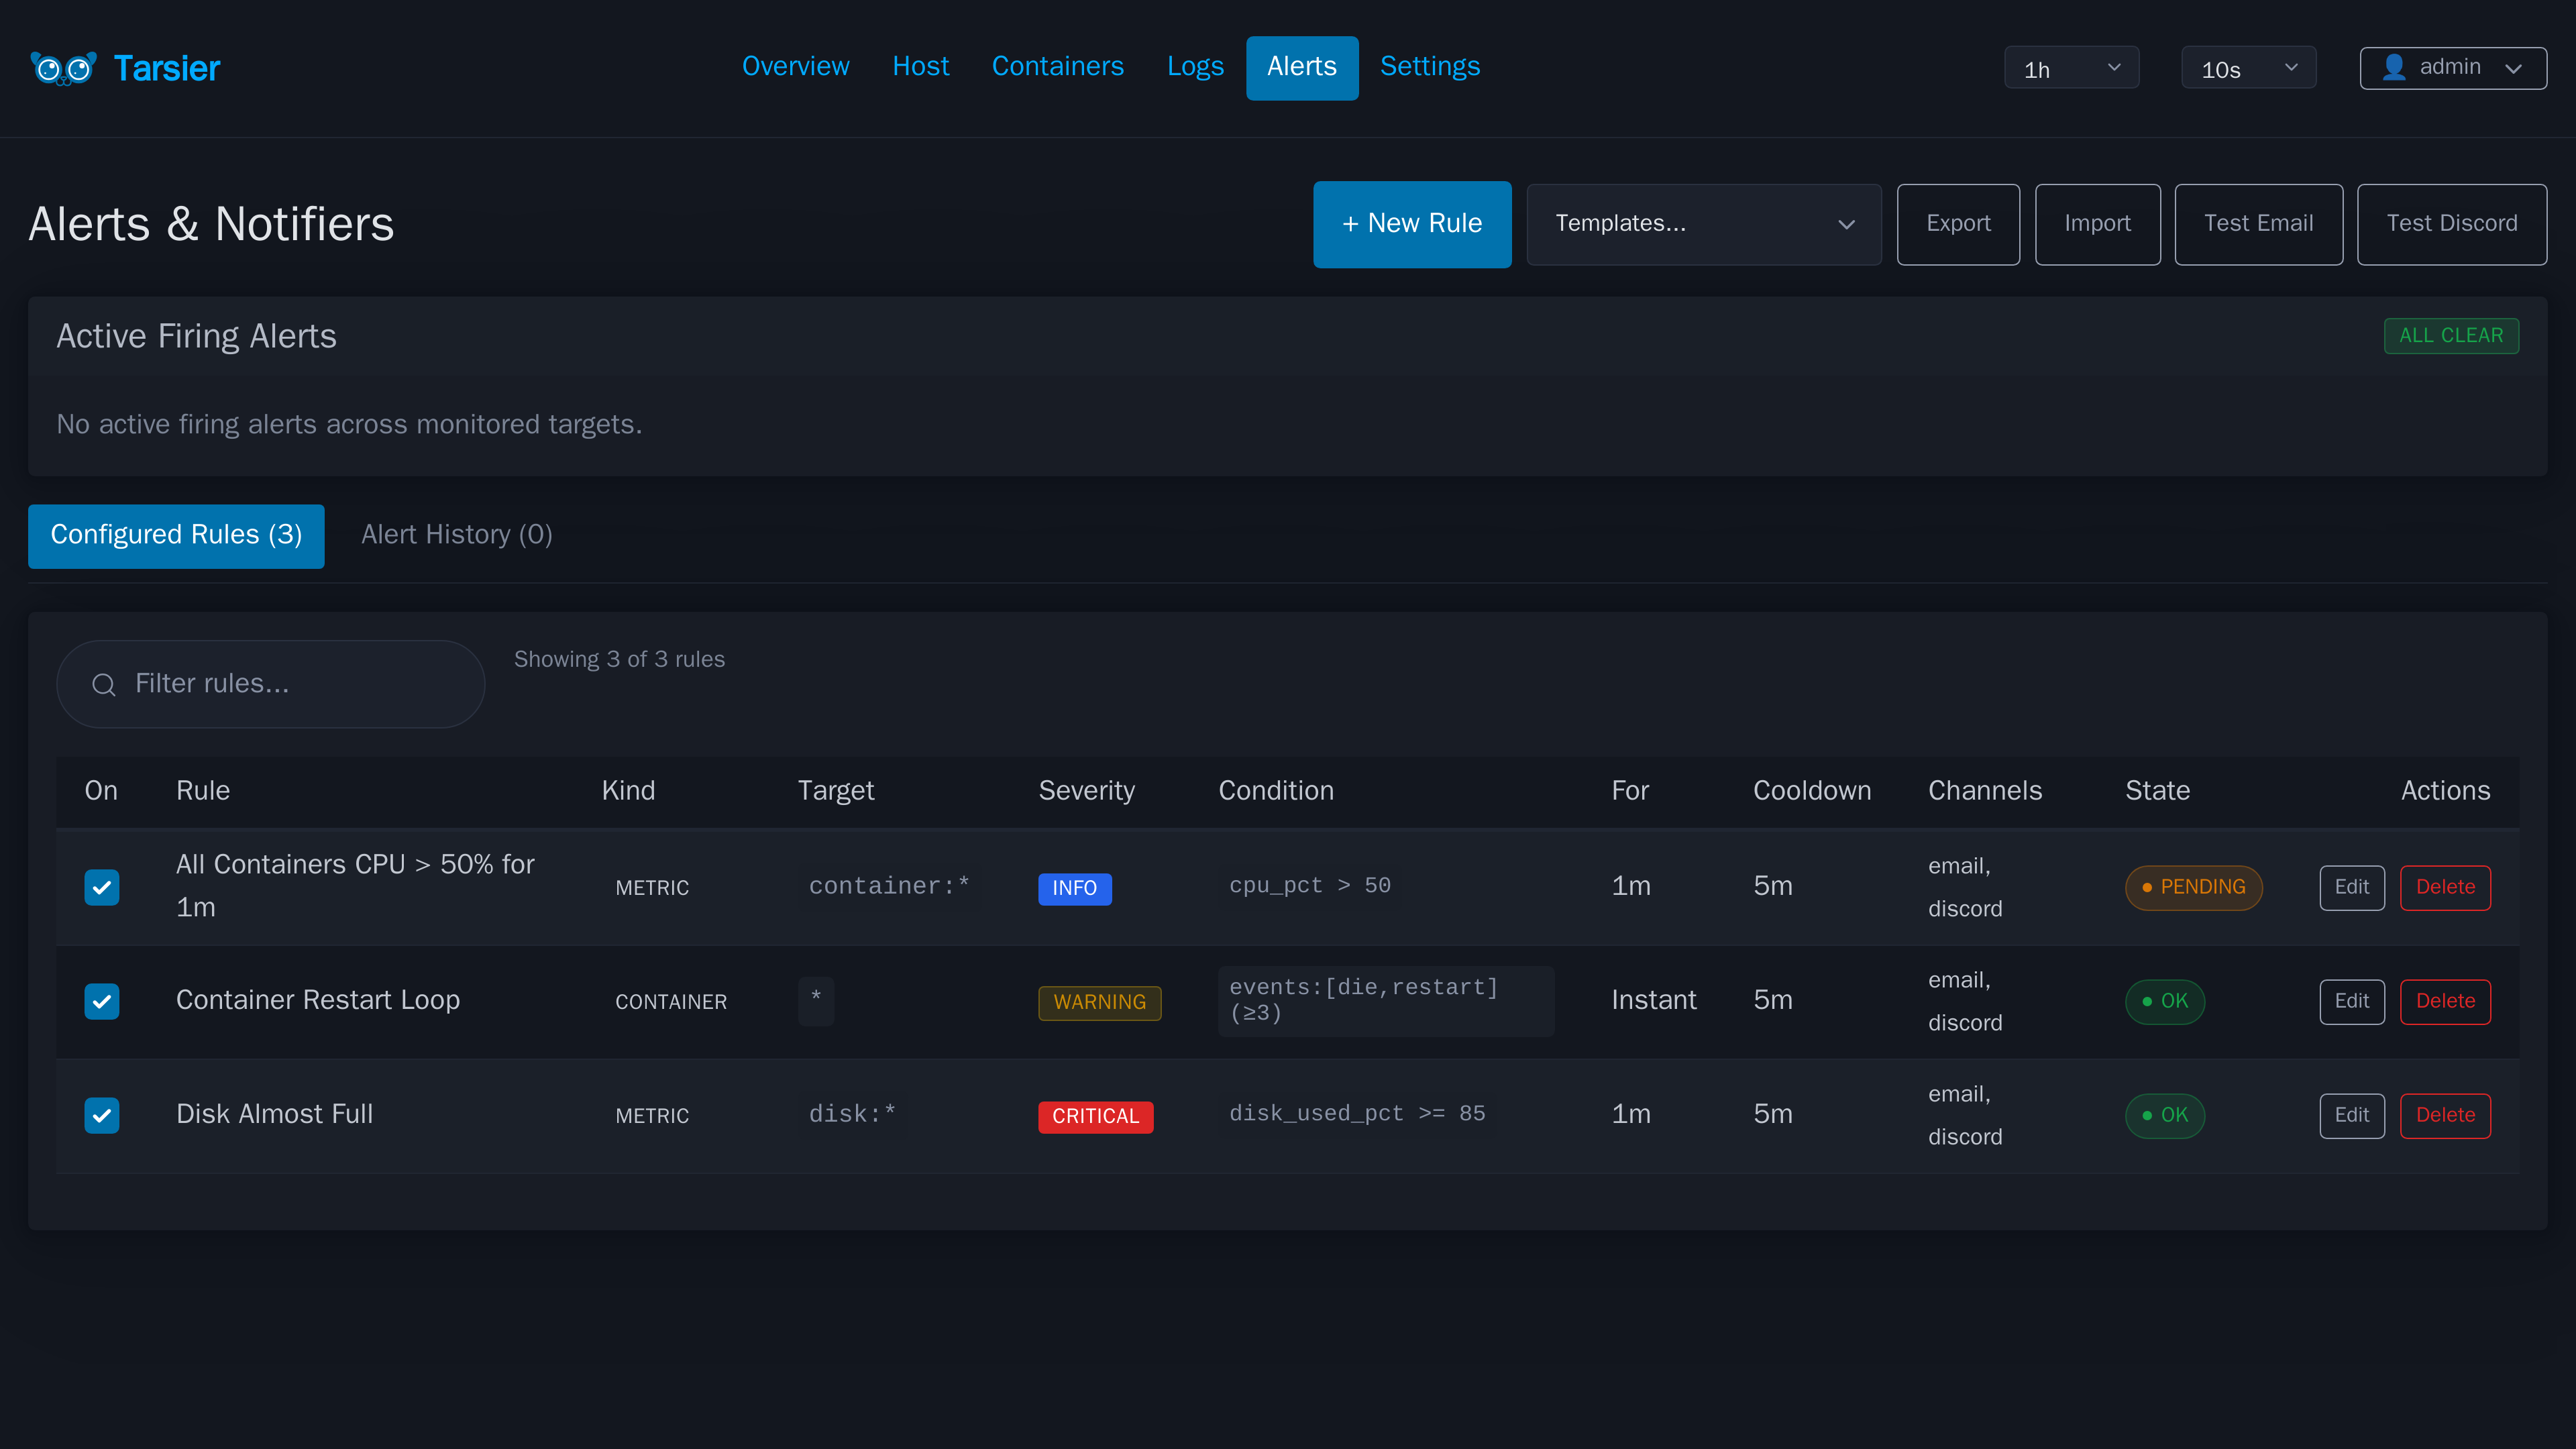 Tarsier
Overview Host Containers Logs Alerts Settings
1h 10s admin
Alerts & Notifiers
+ New Rule Templates... Export Import Test Email Test Discord
Active Firing Alerts ALL CLEAR
No active firing alerts across monitored targets.
Configured Rules (3) Alert History (0)
Filter rules... Showing 3 of 3 rules
On Rule Kind Target Severity Condition For Cooldown Channels State Actions
All Containers CPU > 50% for
1m
METRIC container:* INFO cpu_pct > 50 1m 5m email,
discord
PENDING Edit Delete
Container Restart Loop CONTAINER * WARNING events:[die,restart]
(≥3)
Instant 5m email,
discord
OK Edit Delete
Disk Almost Full METRIC disk:* CRITICAL disk_used_pct >= 85 1m 5m email,
discord
OK Edit Delete